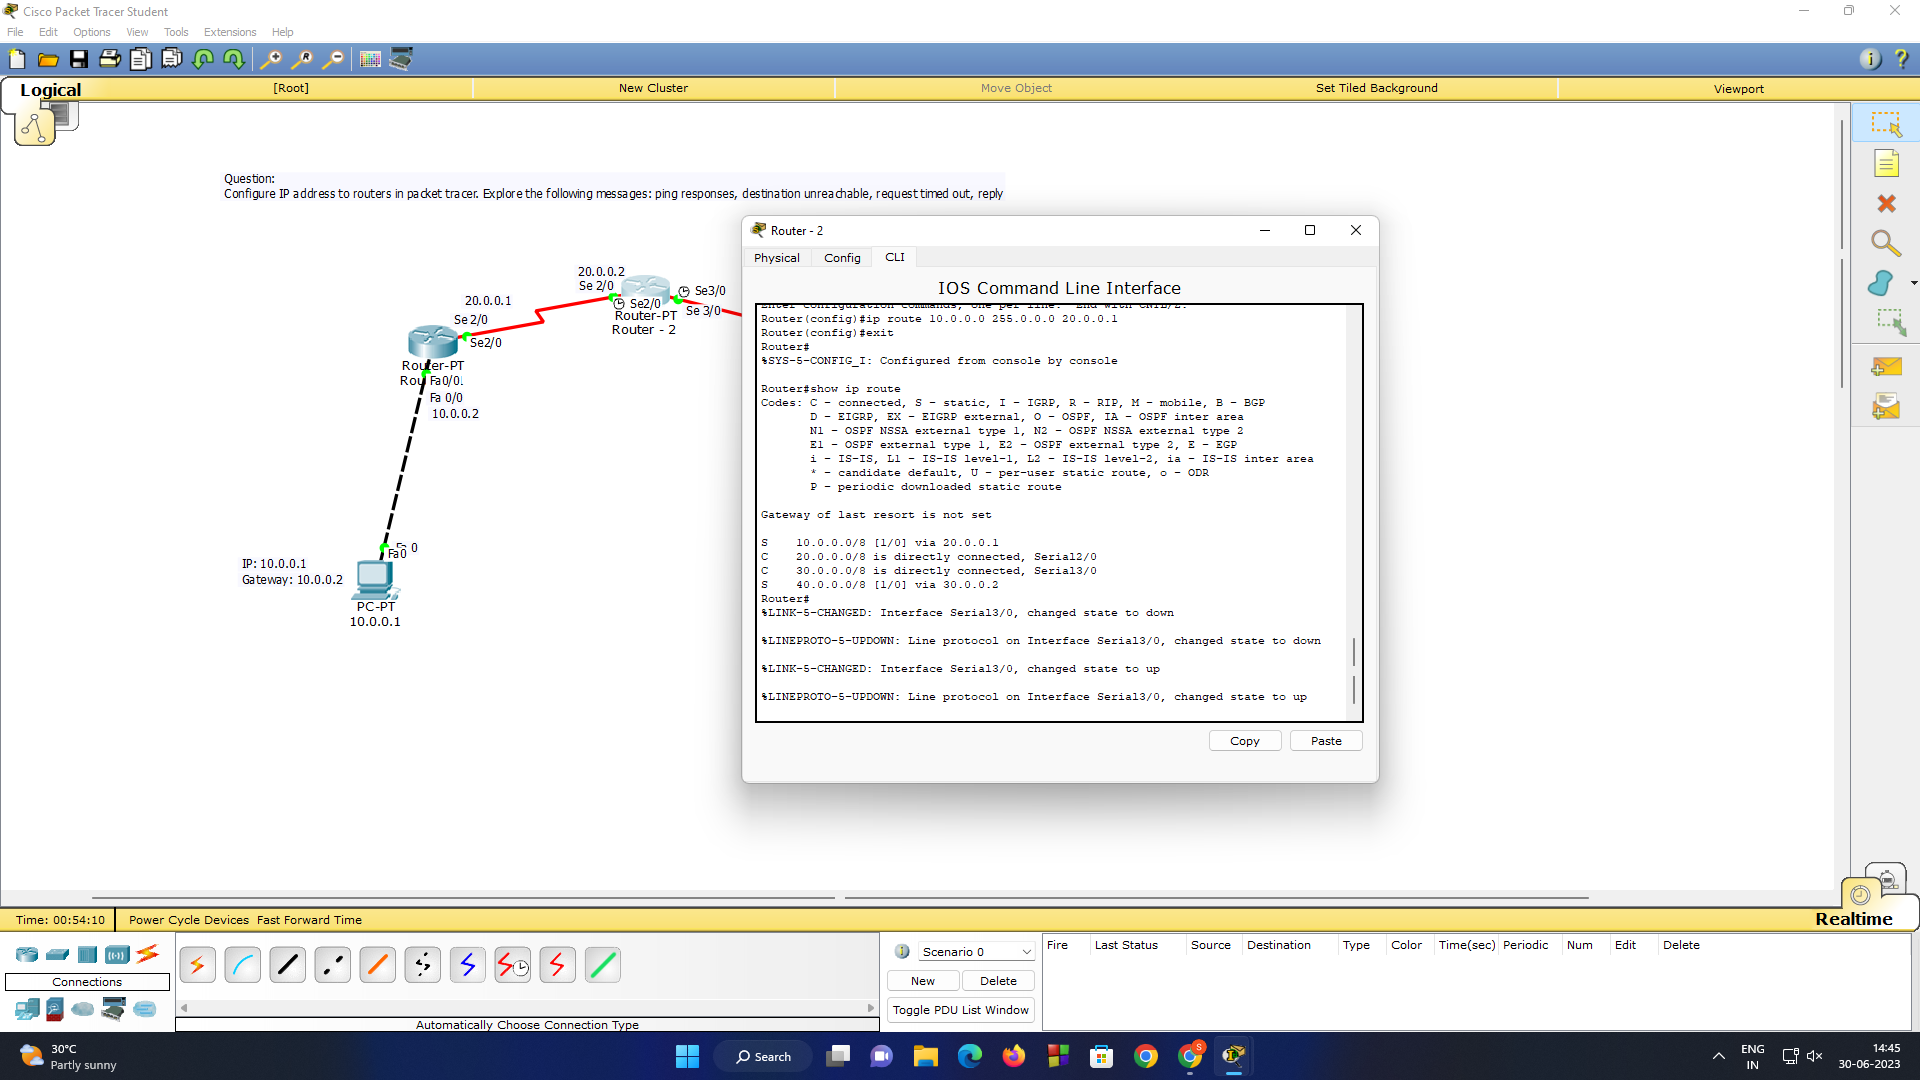 Cisco Packet Tracer Student
File Edit Options View Tools Extensions Help
Logical [Root] New Cluster Move Object Set Tiled Background Viewport
Question:
Configure IP address to routers in packet tracer. Explore the following messages: ping responses, destination unreachable, request timed out, reply
20.0.0.2
Se 2/0
Se2/0
Se3/0
Se 3/0
Router-PT
Router - 2
20.0.0.1
Se 2/0
Se2/0
Router-PT
Rou Fa0/0.
Fa 0/0
10.0.0.2
0
Fa0
IP: 10.0.0.1
Gateway: 10.0.0.2
PC-PT
10.0.0.1
Router - 2
Physical Config CLI
IOS Command Line Interface
Enter configuration commands, one per line. End with CNTL/Z.
Router(config)#ip route 10.0.0.0 255.0.0.0 20.0.0.1
Router(config)#exit
Router#
%SYS-5-CONFIG_I: Configured from console by console
Router#show ip route
Codes: C - connected, S - static, I - IGRP, R - RIP, M - mobile, B - BGP
D - EIGRP, EX - EIGRP external, O - OSPF, IA - OSPF inter area
N1 - OSPF NSSA external type 1, N2 - OSPF NSSA external type 2
E1 - OSPF external type 1, E2 - OSPF external type 2, E - EGP
i - IS-IS, L1 - IS-IS level-1, L2 - IS-IS level-2, ia - IS-IS inter area
* - candidate default, U - per-user static route, o - ODR
P - periodic downloaded static route
Gateway of last resort is not set
S 10.0.0.0/8 [1/0] via 20.0.0.1
C 20.0.0.0/8 is directly connected, Serial2/0
C 30.0.0.0/8 is directly connected, Serial3/0
S 40.0.0.0/8 [1/0] via 30.0.0.2
Router#
%LINK-5-CHANGED: Interface Serial3/0, changed state to down
%LINEPROTO-5-UPDOWN: Line protocol on Interface Serial3/0, changed state to down
%LINK-5-CHANGED: Interface Serial3/0, changed state to up
%LINEPROTO-5-UPDOWN: Line protocol on Interface Serial3/0, changed state to up
Copy Paste
Time: 00:54:10 Power Cycle Devices Fast Forward Time
Realtime
Connections
Automatically Choose Connection Type
Scenario 0
New Delete
Toggle PDU List Window
Fire Last Status Source Destination Type Color Time(sec) Periodic Num Edit Delete
30°C
Partly sunny
Search
S
ENG
IN
14:45
30-06-2023